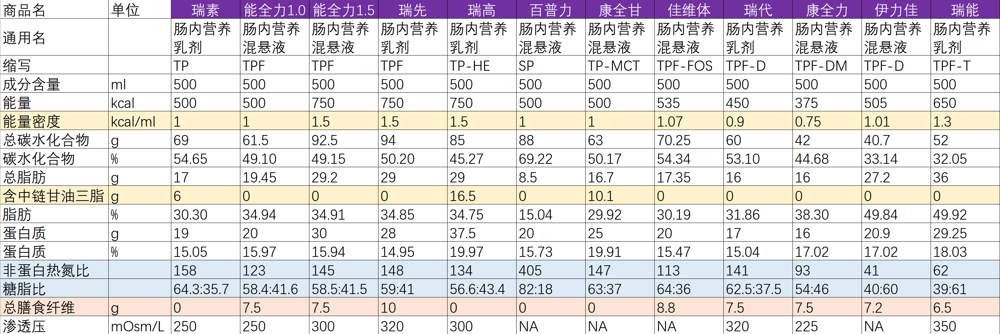 商品名 单位 瑞素 能全力1.0 能全力1.5 瑞先 瑞高 百普力 康全甘 佳维体 瑞代 康全力 伊力佳 瑞能
通用名 肠内营养乳剂 肠内营养混悬液 肠内营养混悬液 肠内营养乳剂 肠内营养乳剂 肠内营养混悬液 肠内营养混悬液 肠内营养混悬液 肠内营养乳剂 肠内营养混悬液 肠内营养混悬液 肠内营养乳剂
缩写 TP TPF TPF TPF TP-HE SP TP-MCT TPF-FOS TPF-D TPF-DM TPF-D TPF-T
成分含量 ml 500 500 500 500 500 500 500 500 500 500 500 500
能量 kcal 500 500 750 750 750 500 500 535 450 375 505 650
能量密度 kcal/ml 1 1 1.5 1.5 1.5 1 1 1.07 0.9 0.75 1.01 1.3
总碳水化合物 g 69 61.5 92.5 94 85 88 63 70.25 60 42 40.7 52
碳水化合物 % 54.65 49.10 49.15 50.20 45.27 69.22 50.17 54.34 53.10 44.68 33.14 32.05
总脂肪 g 17 19.45 29.2 29 29 8.5 16.7 17.35 16 16 27.2 36
含中链甘油三脂 g 6 0 0 0 16.5 0 10.1 0 0 0 0 0
脂肪 % 30.30 34.94 34.91 34.85 34.75 15.04 29.92 30.19 31.86 38.30 49.84 49.92
蛋白质 g 19 20 30 28 37.5 20 25 20 17 16 20.9 29.25
蛋白质 % 15.05 15.97 15.94 14.95 19.97 15.73 19.91 15.47 15.04 17.02 17.02 18.03
非蛋白热氮比 158 123 145 148 134 405 147 113 141 93 41 62
糖脂比 64.3:35.7 58.4:41.6 58.5:41.5 59:41 56.6:43.4 82:18 63:37 64:36 62.5:37.5 54:46 40:60 39:61
总膳食纤维 g 0 7.5 7.5 10 0 0 0 8.8 7.5 7.5 7.2 6.5
渗透压 mOsm/L 250 250 300 320 300 NA NA NA 320 225 NA 350